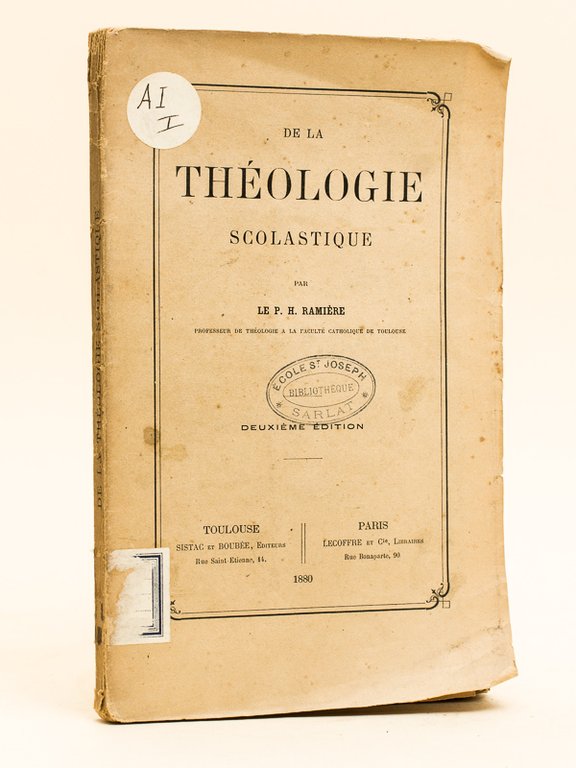 AI
I
DE LA
THÉOLOGIE
SCOLASTIQUE
PAR
LE P. H. RAMIÈRE
PROFESSEUR DE THÉOLOGIE A LA FACULTÉ CATHOLIQUE DE TOULOUSE
ÉCOLE ST JOSEPH
BIBLIOTHÈQUE
* SARLAT *
DEUXIÈME ÉDITION
TOULOUSE
SISTAC ET BOUBÉE, Editeurs
Rue Saint-Etienne, 14.
PARIS
LECOFFRE ET Cie, Libraires
Rue Bonaparte, 90
1880
DE LA THÉOLOGIE SCOLASTIQUE